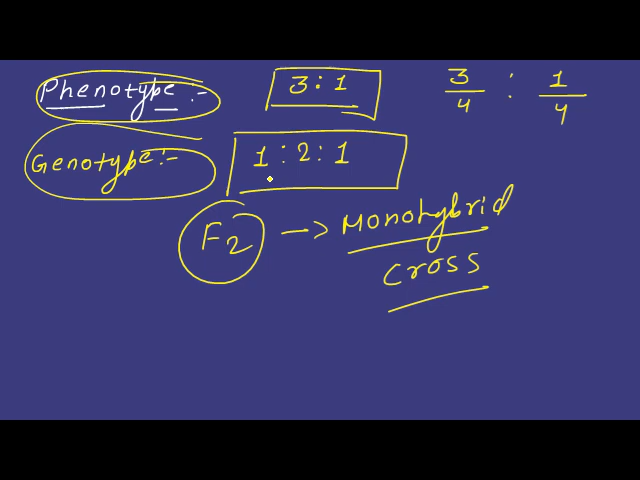 Phenotype :- 3:1 3/4 : 1/4
Genotype :- 1:2:1
F2 -> Monohybrid
cross